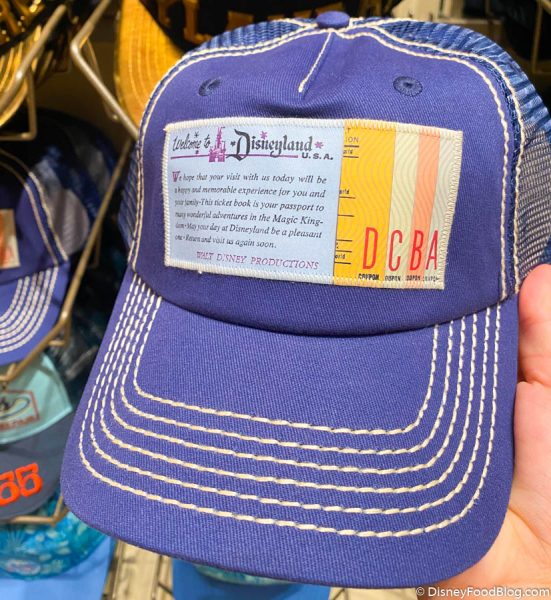 Welcome to Disneyland
U.S.A.
We hope that your visit with us today will be
a happy and memorable experience for you and
your family·This ticket book is your passport to
many wonderful adventures in the Magic King-
dom·May your day at Disneyland be a pleasant
one·Return and visit us again soon.
WALT DISNEY PRODUCTIONS
ON
D C B A
COUPON COUPON COUPON COUPON
55
©DisneyFoodBlog.com